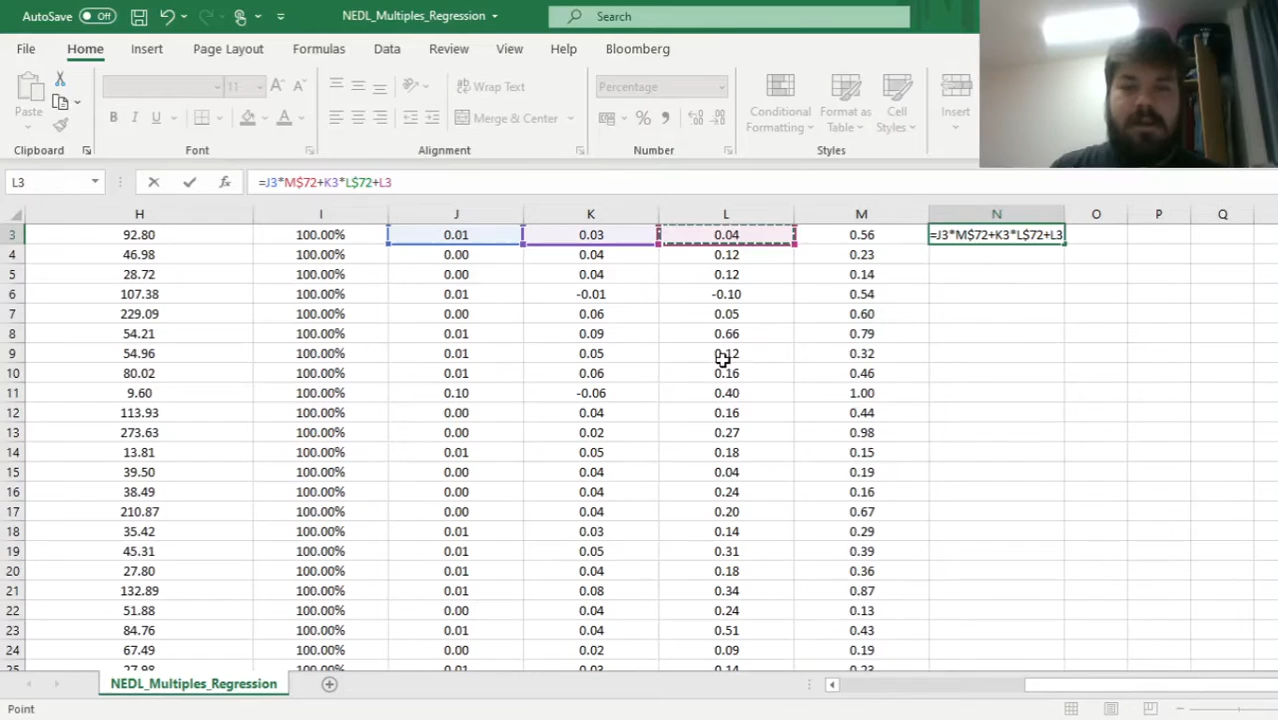 AutoSave Off NEDL_Multiples_Regression Search
File Home Insert Page Layout Formulas Data Review View Help Bloomberg
11 A A Wrap Text Percentage
Paste B I U A Merge & Center % , Conditional Formatting Format as Table Cell Styles Insert
Clipboard Font Alignment Number Styles
L3 fx =J3*M$72+K3*L$72+L3
H I J K L M N O P Q
3 92.80 100.00% 0.01 0.03 0.04 0.56 =J3*M$72+K3*L$72+L3
4 46.98 100.00% 0.00 0.04 0.12 0.23
5 28.72 100.00% 0.00 0.04 0.12 0.14
6 107.38 100.00% 0.01 -0.01 -0.10 0.54
7 229.09 100.00% 0.00 0.06 0.05 0.60
8 54.21 100.00% 0.01 0.09 0.66 0.79
9 54.96 100.00% 0.01 0.05 0.12 0.32
10 80.02 100.00% 0.01 0.06 0.16 0.46
11 9.60 100.00% 0.10 -0.06 0.40 1.00
12 113.93 100.00% 0.00 0.04 0.16 0.44
13 273.63 100.00% 0.00 0.02 0.27 0.98
14 13.81 100.00% 0.01 0.05 0.18 0.15
15 39.50 100.00% 0.00 0.04 0.04 0.19
16 38.49 100.00% 0.00 0.04 0.24 0.16
17 210.87 100.00% 0.00 0.04 0.20 0.67
18 35.42 100.00% 0.01 0.03 0.14 0.29
19 45.31 100.00% 0.01 0.05 0.31 0.39
20 27.80 100.00% 0.01 0.04 0.18 0.36
21 132.89 100.00% 0.01 0.08 0.34 0.87
22 51.88 100.00% 0.00 0.04 0.24 0.13
23 84.76 100.00% 0.01 0.04 0.51 0.43
24 67.49 100.00% 0.00 0.02 0.09 0.19
25 27.98 100.00% 0.01 0.03 0.14 0.23
NEDL_Multiples_Regression
Point